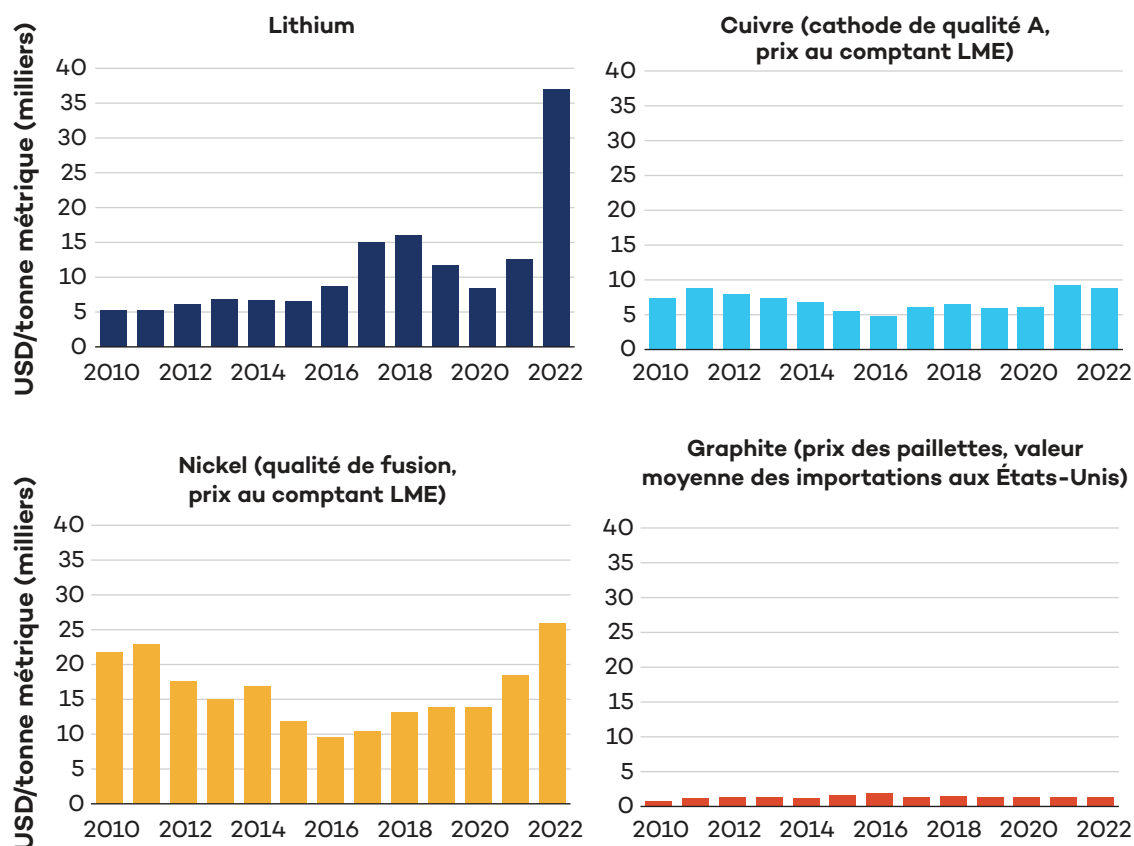 Lithium
USD/tonne métrique (milliers)
40
35
30
25
20
15
10
5
0
2010 2012 2014 2016 2018 2020 2022
Cuivre (cathode de qualité A,
prix au comptant LME)
40
35
30
25
20
15
10
5
0
2010 2012 2014 2016 2018 2020 2022
Nickel (qualité de fusion,
prix au comptant LME)
USD/tonne métrique (milliers)
40
35
30
25
20
15
10
5
0
2010 2012 2014 2016 2018 2020 2022
Graphite (prix des paillettes, valeur
moyenne des importations aux États-Unis)
40
35
30
25
20
15
10
5
0
2010 2012 2014 2016 2018 2020 2022